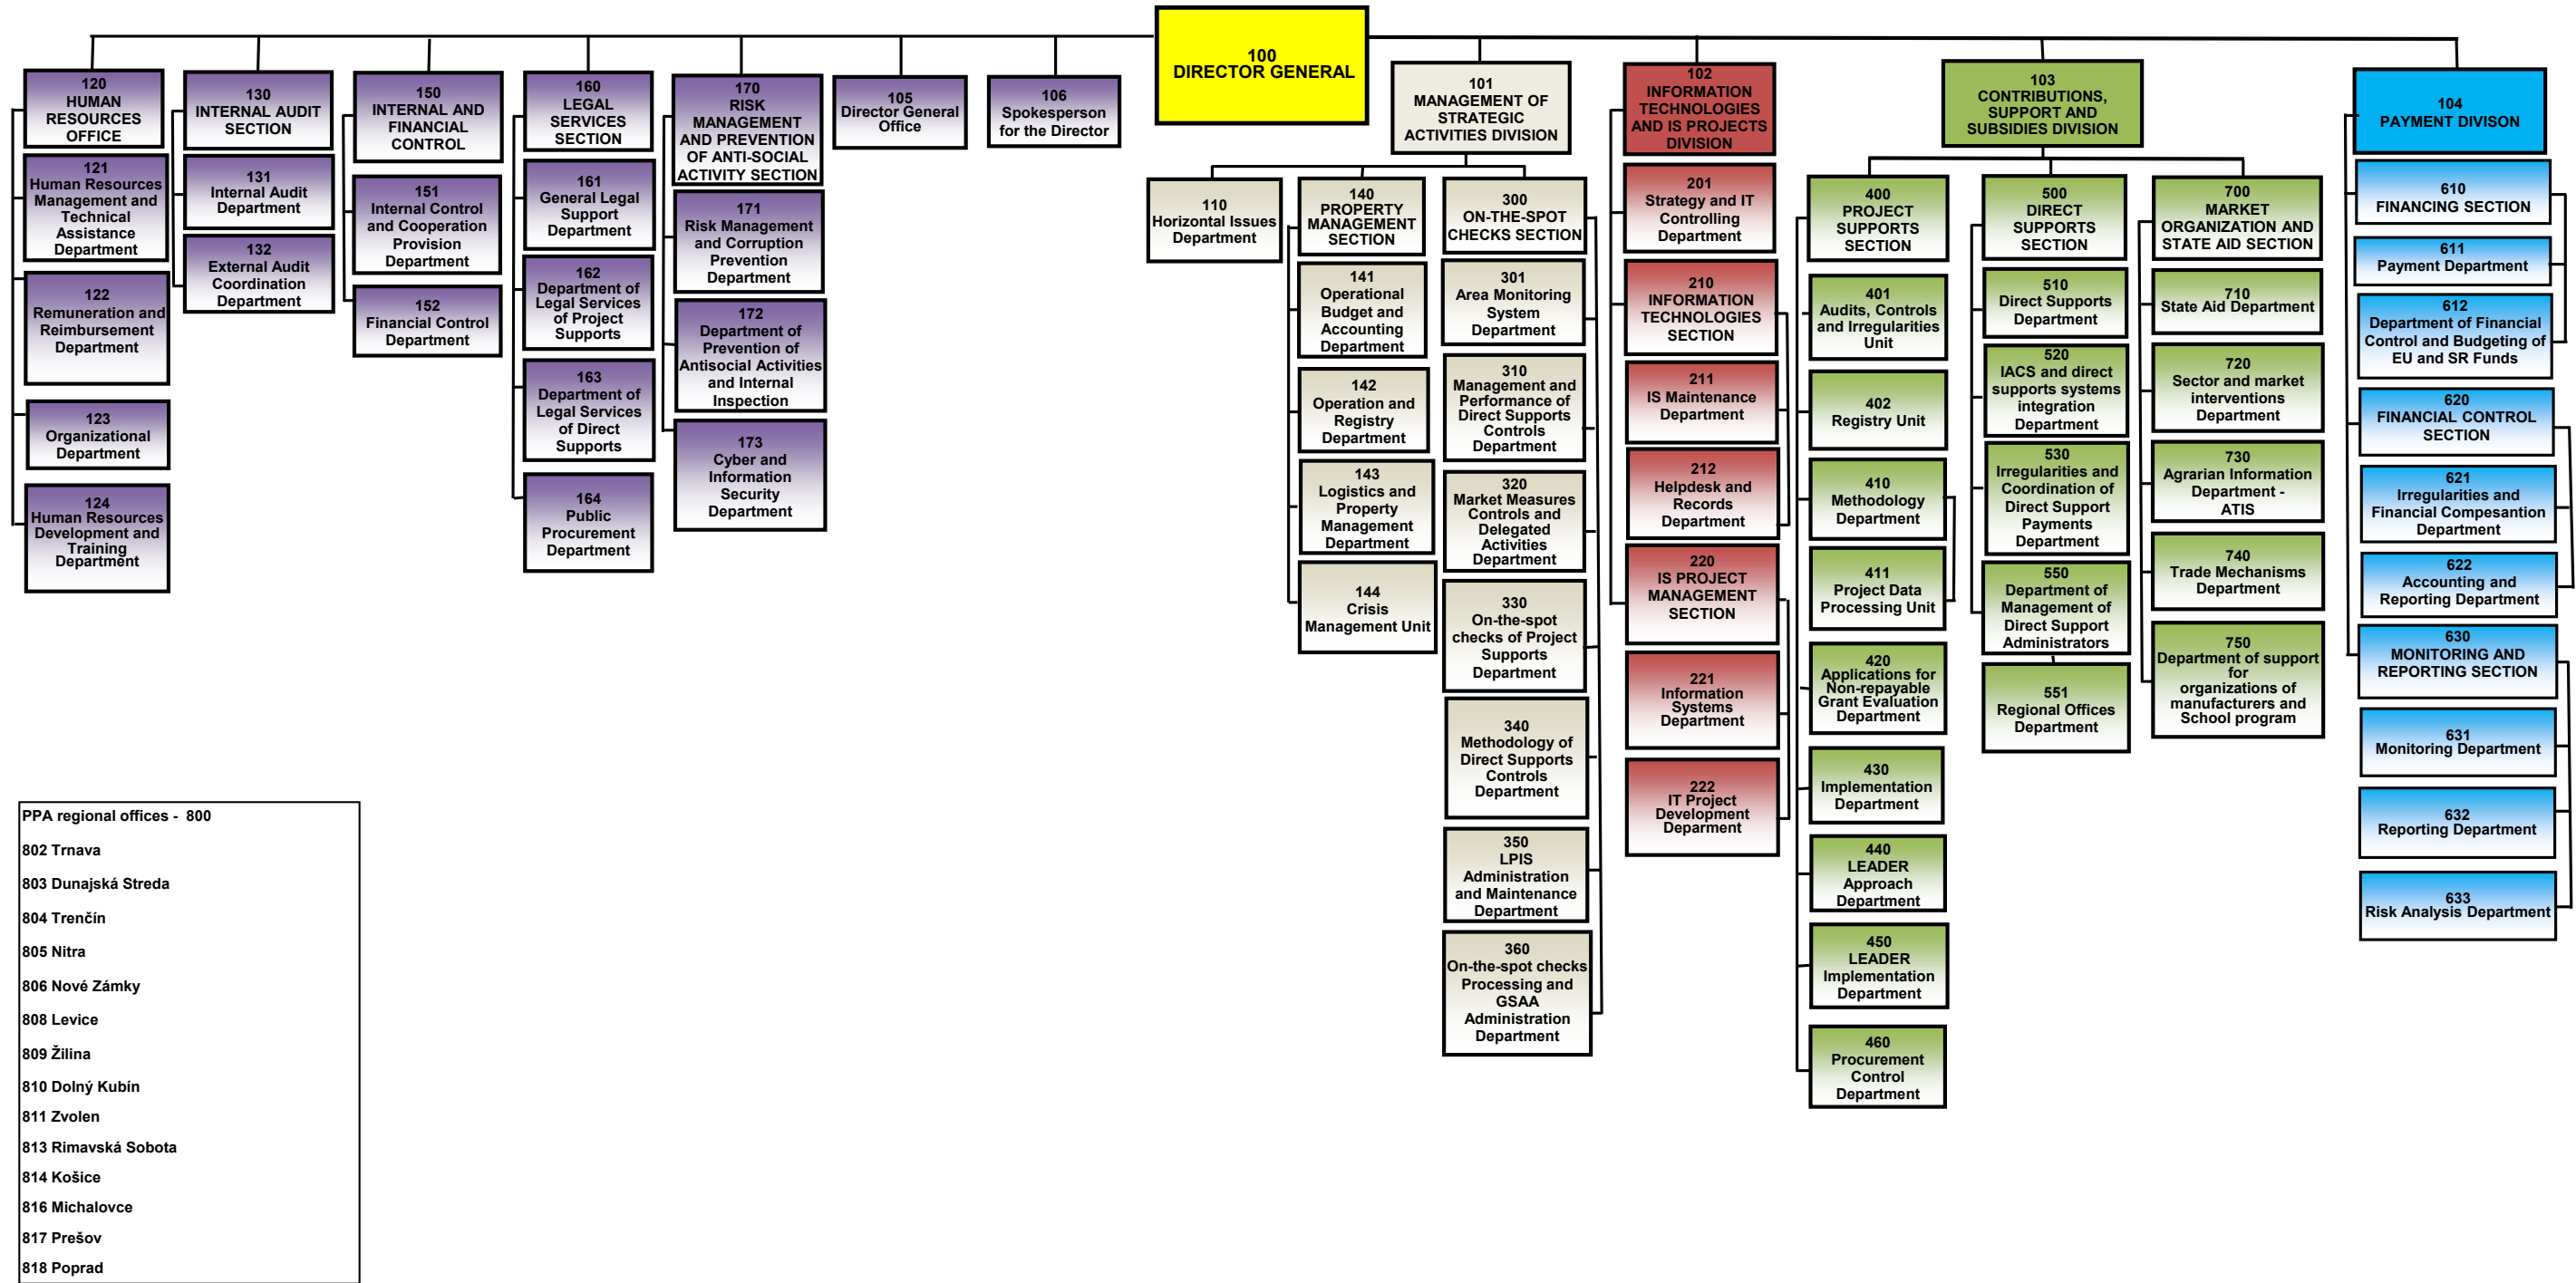 100
DIRECTOR GENERAL
120
HUMAN
RESOURCES
OFFICE
121
Human Resources
Management and
Technical
Assistance
Department
122
Remuneration and
Reimbursement
Department
123
Organizational
Department
124
Human Resources
Development and
Training
Department
130
INTERNAL AUDIT
SECTION
131
Internal Audit
Department
132
External Audit
Coordination
Department
150
INTERNAL AND
FINANCIAL
CONTROL
151
Internal Control
and Cooperation
Provision
Department
152
Financial Control
Department
160
LEGAL
SERVICES
SECTION
161
General Legal
Support
Department
162
Department of
Legal Services
of Project
Supports
163
Department of
Legal Services
of Direct
Supports
164
Public
Procurement
Department
170
RISK
MANAGEMENT
AND PREVENTION
OF ANTI-SOCIAL
ACTIVITY SECTION
171
Risk Management
and Corruption
Prevention
Department
172
Department of
Prevention of
Antisocial Activities
and Internal
Inspection
173
Cyber and
Information
Security
Department
105
Director General
Office
106
Spokesperson
for the Director
101
MANAGEMENT OF
STRATEGIC
ACTIVITIES DIVISION
110
Horizontal Issues
Department
140
PROPERTY
MANAGEMENT
SECTION
141
Operational
Budget and
Accounting
Department
142
Operation and
Registry
Department
143
Logistics and
Property
Management
Department
144
Crisis
Management Unit
300
ON-THE-SPOT
CHECKS SECTION
301
Area Monitoring
System
Department
310
Management and
Performance of
Direct Supports
Controls
Department
320
Market Measures
Controls and
Delegated
Activities
Department
330
On-the-spot
checks of Project
Supports
Department
340
Methodology of
Direct Supports
Controls
Department
350
LPIS
Administration
and Maintenance
Department
360
On-the-spot checks
Processing and
GSAA
Administration
Department
102
INFORMATION
TECHNOLOGIES
AND IS PROJECTS
DIVISION
201
Strategy and IT
Controlling
Department
210
INFORMATION
TECHNOLOGIES
SECTION
211
IS Maintenance
Department
212
Helpdesk and
Records
Department
220
IS PROJECT
MANAGEMENT
SECTION
221
Information
Systems
Department
222
IT Project
Development
Deparment
103
CONTRIBUTIONS,
SUPPORT AND
SUBSIDIES DIVISION
400
PROJECT
SUPPORTS
SECTION
401
Audits, Controls
and Irregularities
Unit
402
Registry Unit
410
Methodology
Department
411
Project Data
Processing Unit
420
Applications for
Non-repayable
Grant Evaluation
Department
430
Implementation
Department
440
LEADER
Approach
Department
450
LEADER
Implementation
Department
460
Procurement
Control
Department
500
DIRECT
SUPPORTS
SECTION
510
Direct Supports
Department
520
IACS and direct
supports systems
integration
Department
530
Irregularities and
Coordination of
Direct Support
Payments
Department
550
Department of
Management of
Direct Support
Administrators
551
Regional Offices
Department
700
MARKET
ORGANIZATION AND
STATE AID SECTION
710
State Aid Department
720
Sector and market
interventions
Department
730
Agrarian Information
Department -
ATIS
740
Trade Mechanisms
Department
750
Department of support
for
organizations of
manufacturers and
School program
104
PAYMENT DIVISON
610
FINANCING SECTION
611
Payment Department
612
Department of Financial
Control and Budgeting of
EU and SR Funds
620
FINANCIAL CONTROL
SECTION
621
Irregularities and
Financial Compesantion
Department
622
Accounting and
Reporting Department
630
MONITORING AND
REPORTING SECTION
631
Monitoring Department
632
Reporting Department
633
Risk Analysis Department
PPA regional offices - 800
802 Trnava
803 Dunajská Streda
804 Trenčín
805 Nitra
806 Nové Zámky
808 Levice
809 Žilina
810 Dolný Kubín
811 Zvolen
813 Rimavská Sobota
814 Košice
816 Michalovce
817 Prešov
818 Poprad